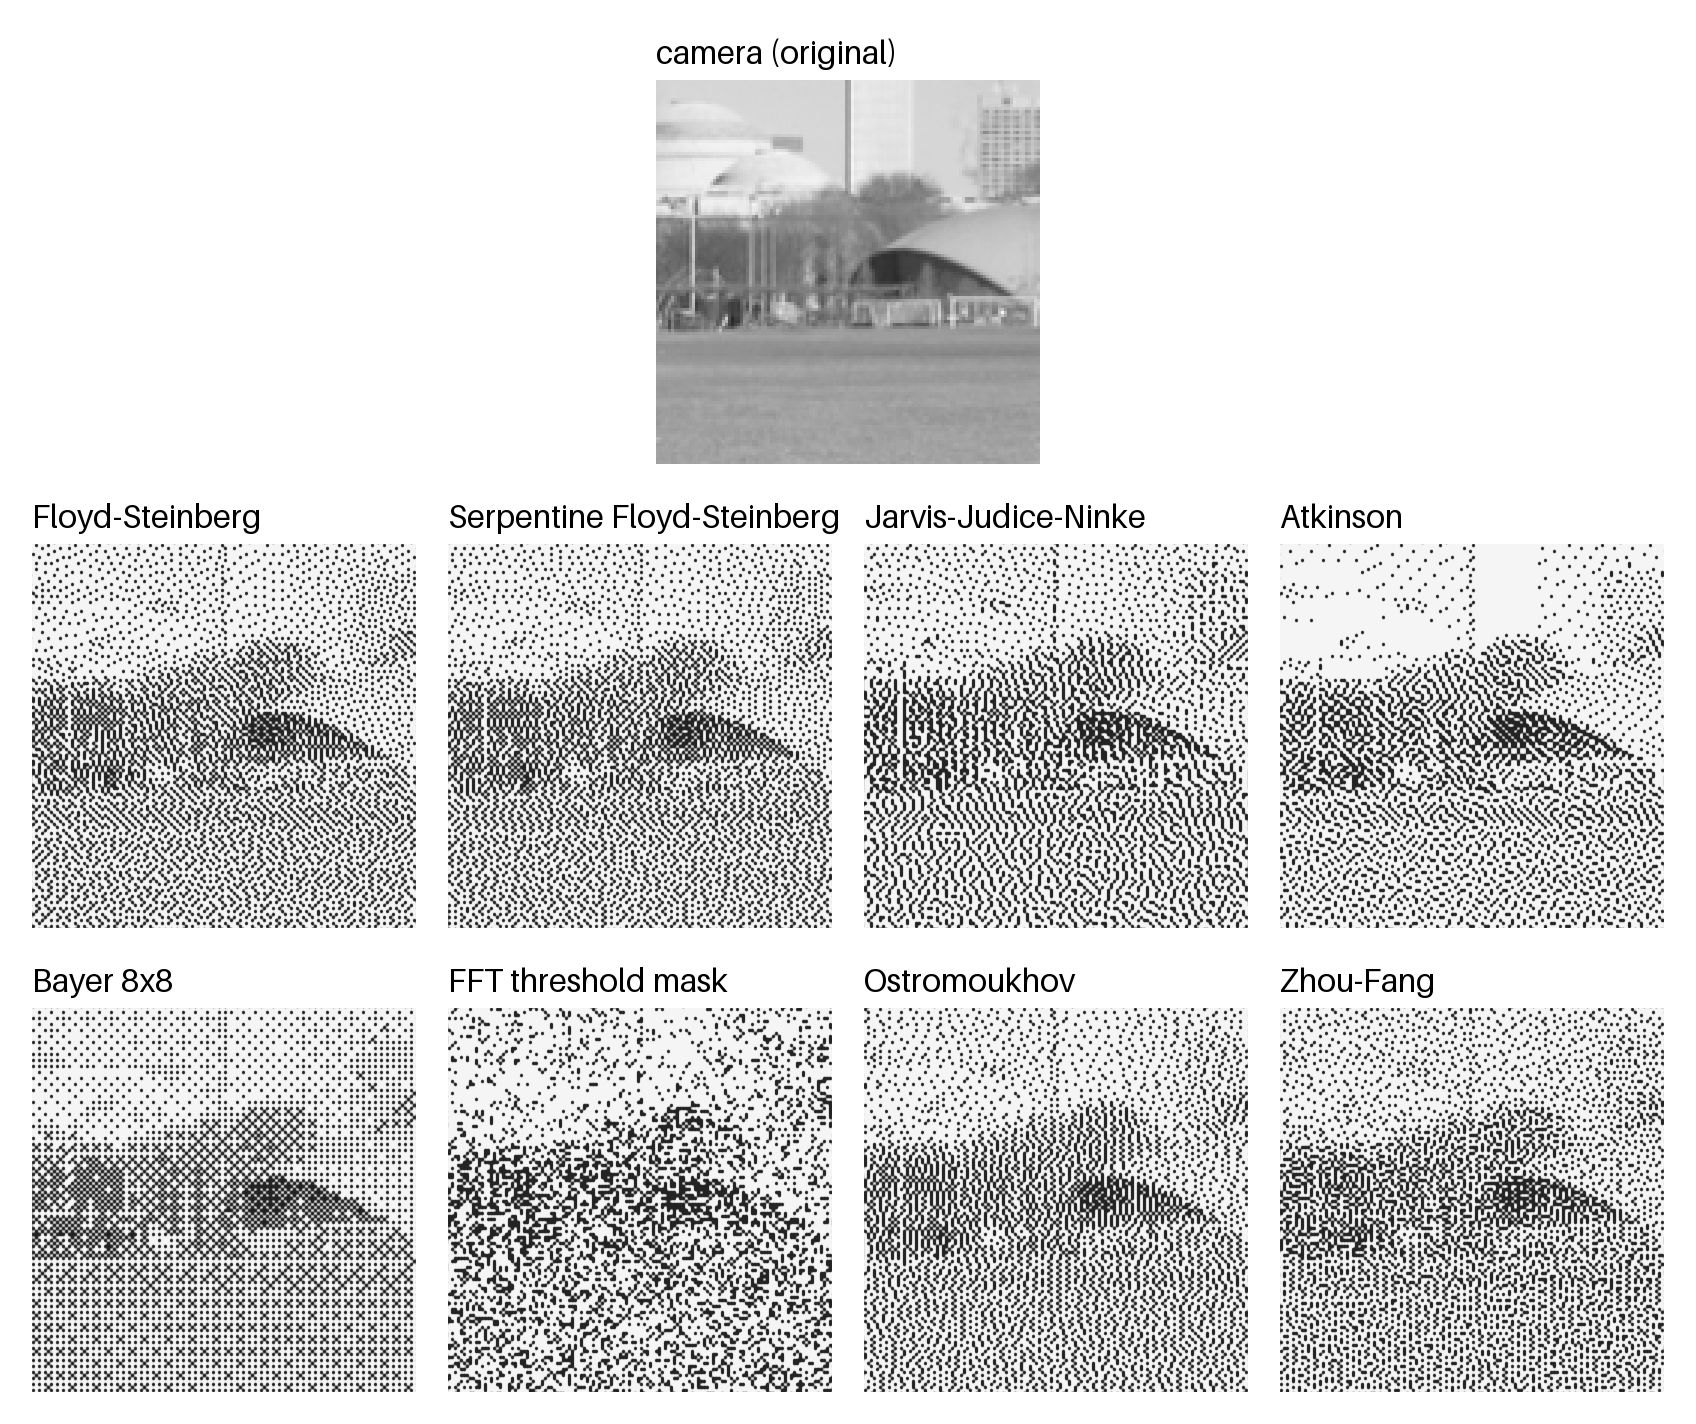 camera (original)
Floyd-Steinberg
Serpentine Floyd-Steinberg
Jarvis-Judice-Ninke
Atkinson
Bayer 8x8
FFT threshold mask
Ostromoukhov
Zhou-Fang